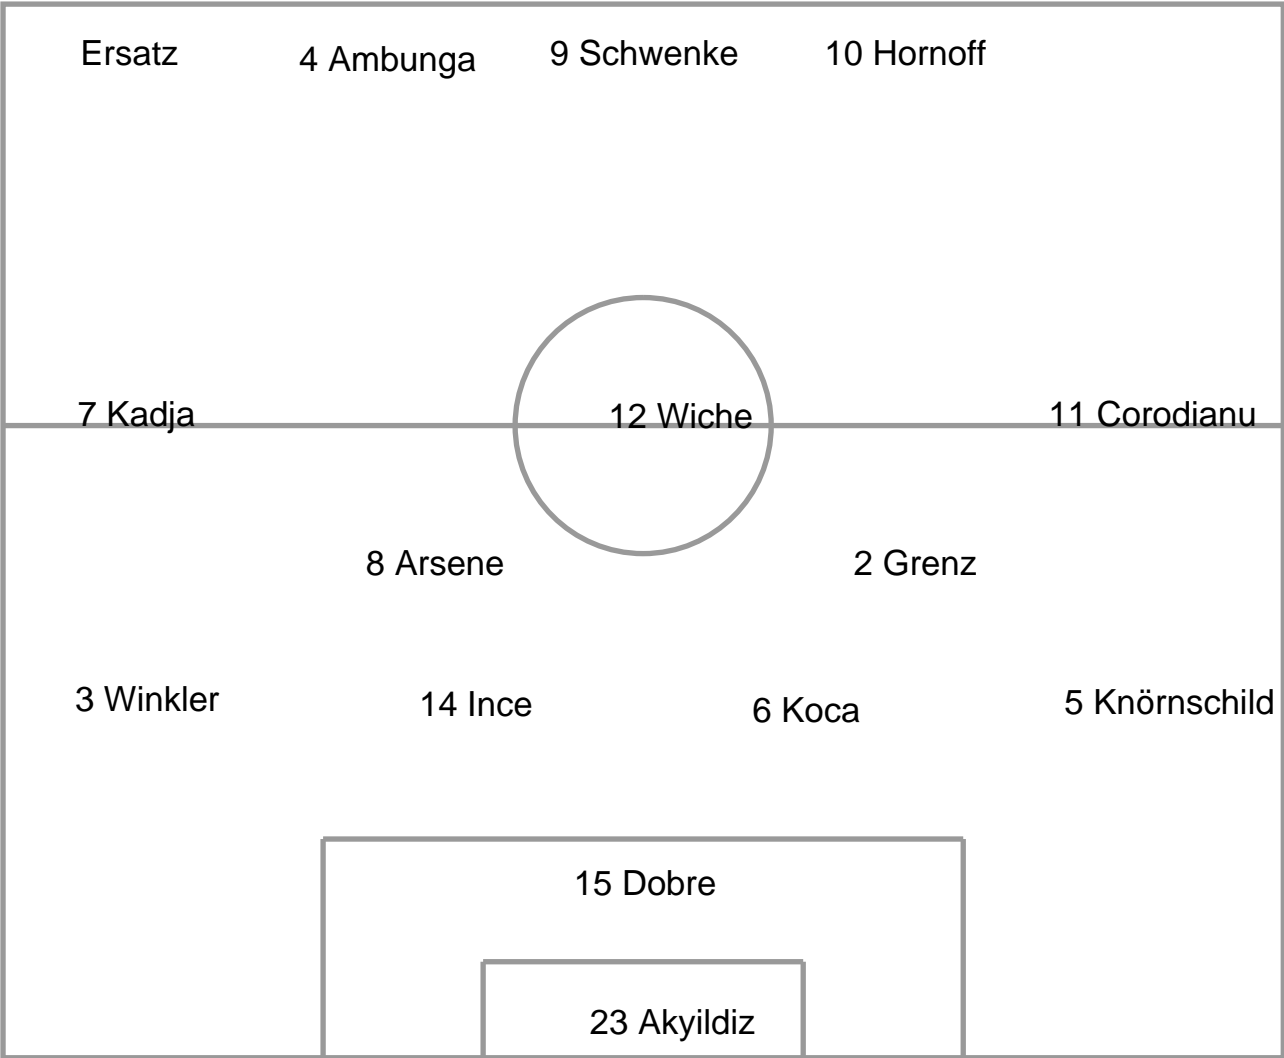 Ersatz 4 Ambunga 9 Schwenke 10 Hornoff
7 Kadja 12 Wiche 11 Corodianu
8 Arsene 2 Grenz
3 Winkler 14 Ince 6 Koca 5 Knörnschild
15 Dobre
23 Akyildiz